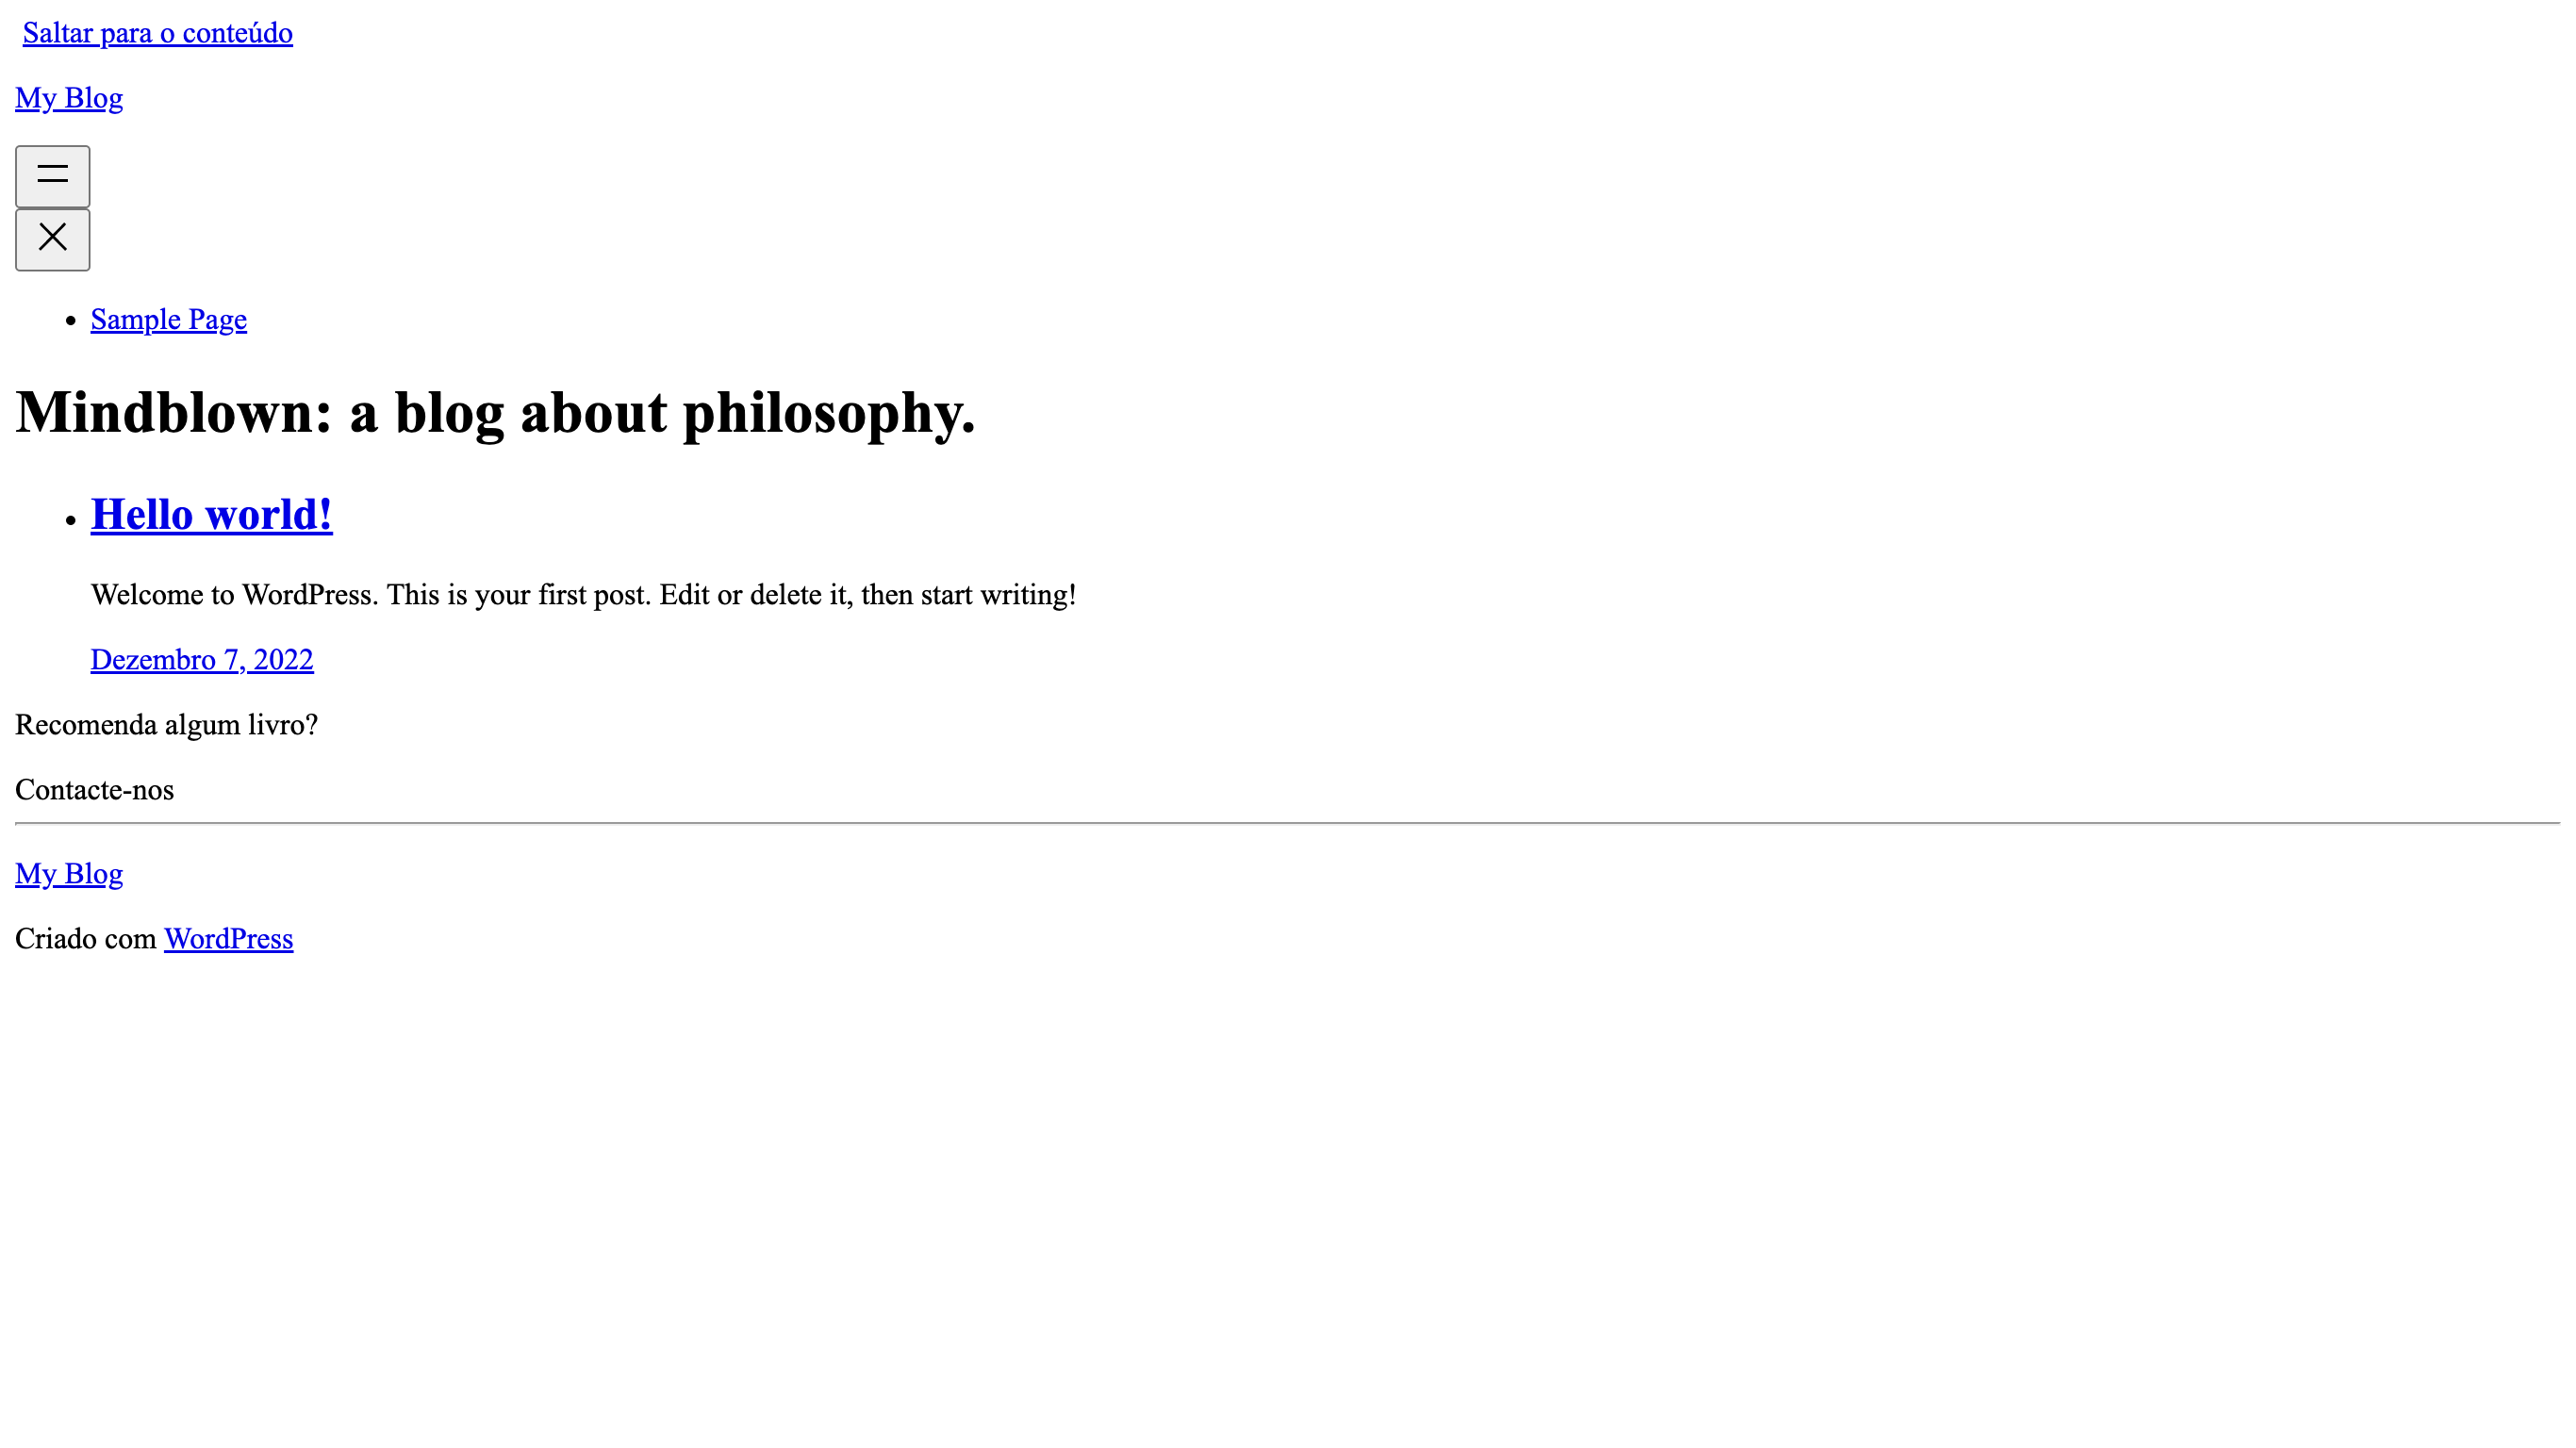 Saltar para o conteúdo
My Blog
Sample Page
Mindblown: a blog about philosophy.
Hello world!
Welcome to WordPress. This is your first post. Edit or delete it, then start writing!
Dezembro 7, 2022
Recomenda algum livro?
Contacte-nos
My Blog
Criado com WordPress